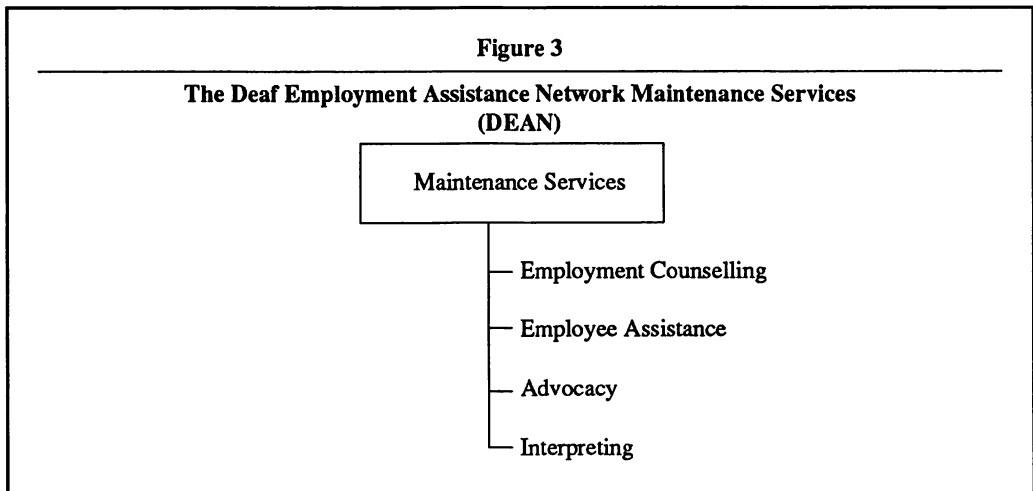 Figure 3
The Deaf Employment Assistance Network Maintenance Services
(DEAN)
Maintenance Services
Employment Counselling
Employee Assistance
Advocacy
Interpreting